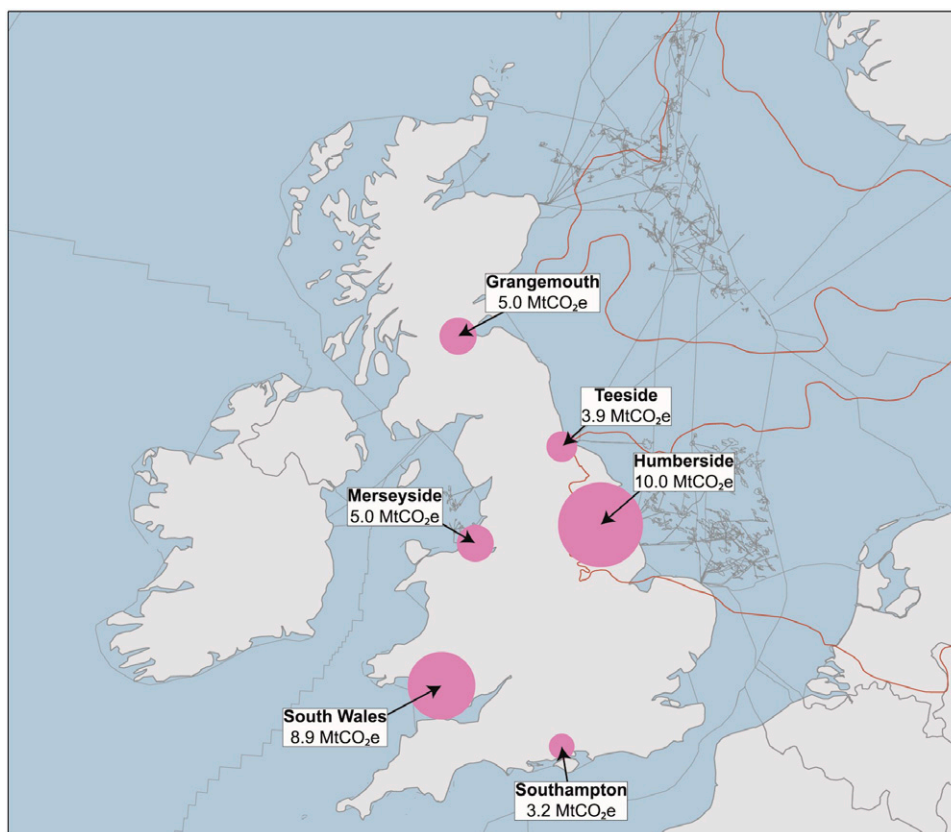 Grangemouth
5.0 MtCO₂e
Teeside
3.9 MtCO₂e
Humberside
10.0 MtCO₂e
Merseyside
5.0 MtCO₂e
South Wales
8.9 MtCO₂e
Southampton
3.2 MtCO₂e